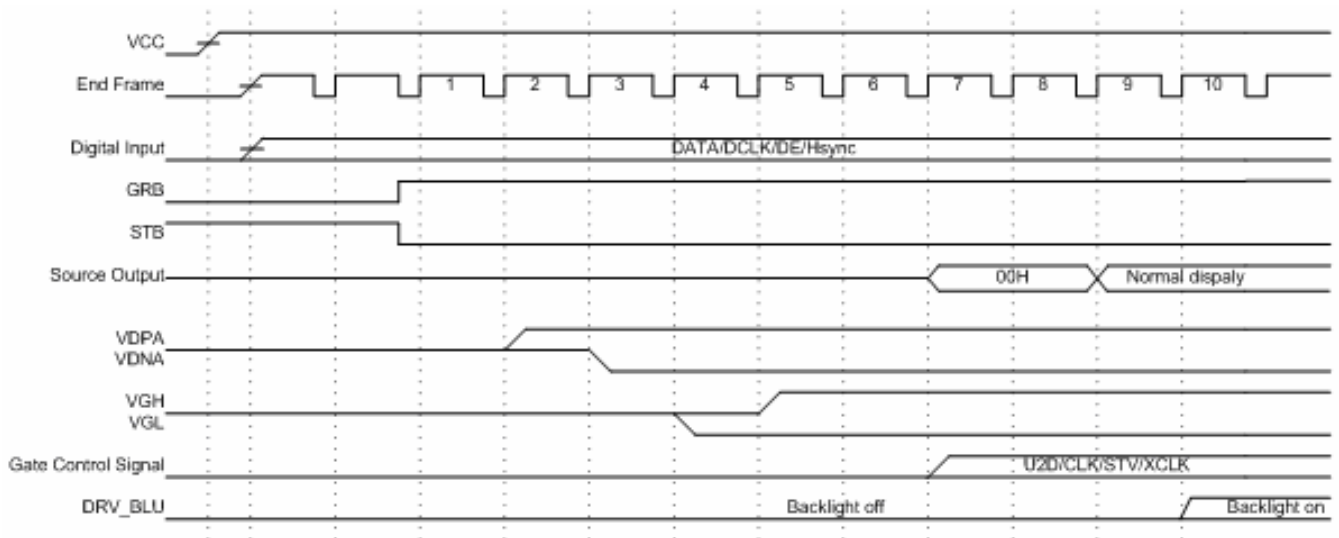 VCC
End Frame 1 2 3 4 5 6 7 8 9 10
Digital Input DATA/DCLK/DE/Hsync
GRB
STB
Source Output 00H Normal dispaly
VDPA
VDNA
VGH
VGL
Gate Control Signal U2D/CLK/STV/XCLK
DRV_BLU Backlight off Backlight on